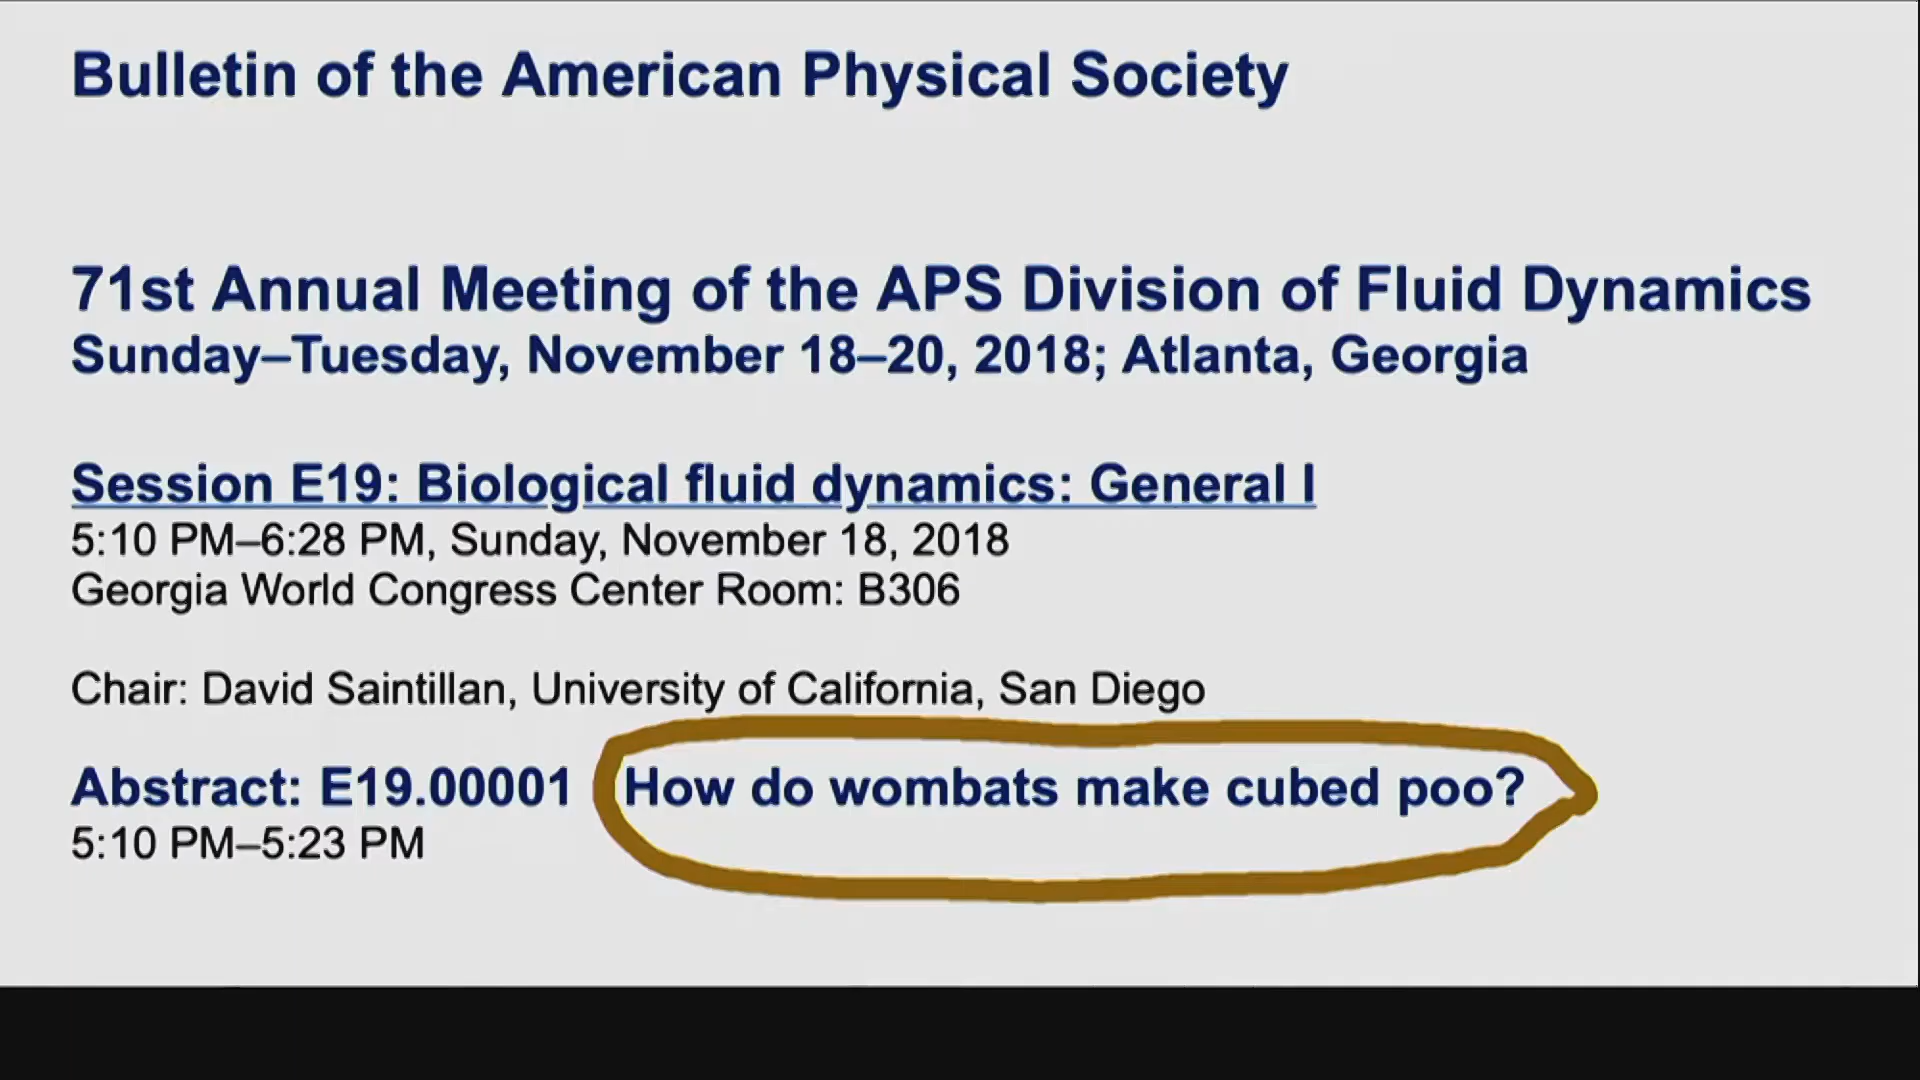 Bulletin of the American Physical Society
71st Annual Meeting of the APS Division of Fluid Dynamics
Sunday–Tuesday, November 18–20, 2018; Atlanta, Georgia
Session E19: Biological fluid dynamics: General I
5:10 PM–6:28 PM, Sunday, November 18, 2018
Georgia World Congress Center Room: B306
Chair: David Saintillan, University of California, San Diego
Abstract: E19.00001 How do wombats make cubed poo?
5:10 PM–5:23 PM